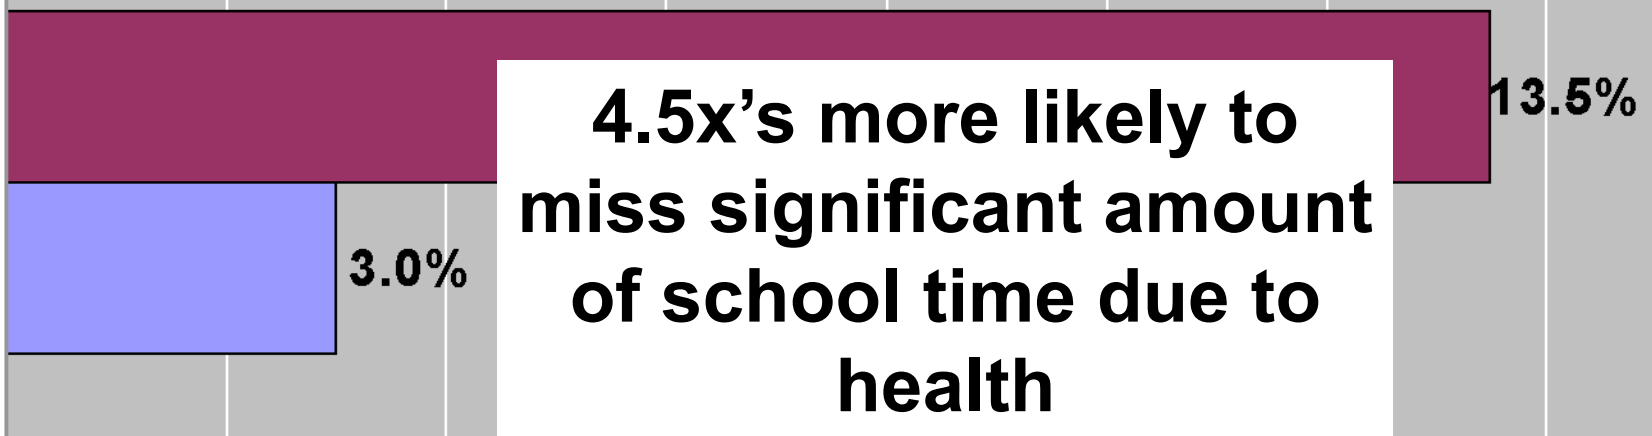 13.5%
4.5x’s more likely to
miss significant amount
of school time due to
health
3.0%